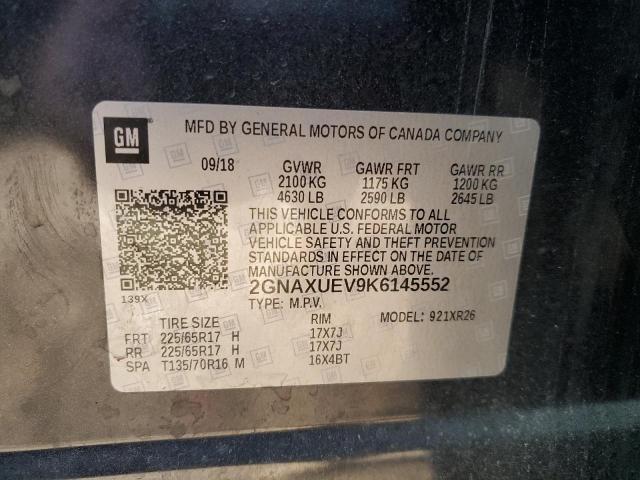 GM
MFD BY GENERAL MOTORS OF CANADA COMPANY
09/18 GVWR GAWR FRT GAWR RR
2100 KG 1175 KG 1200 KG
4630 LB 2590 LB 2645 LB
THIS VEHICLE CONFORMS TO ALL
APPLICABLE U.S. FEDERAL MOTOR
VEHICLE SAFETY AND THEFT PREVENTION
STANDARDS IN EFFECT ON THE DATE OF
MANUFACTURE SHOWN ABOVE.
139X 2GNAXUEV9K6145552
TYPE: M.P.V.
TIRE SIZE RIM MODEL: 921XR26
FRT 225/65R17 H 17X7J
RR 225/65R17 H 17X7J
SPA T135/70R16 M 16X4BT